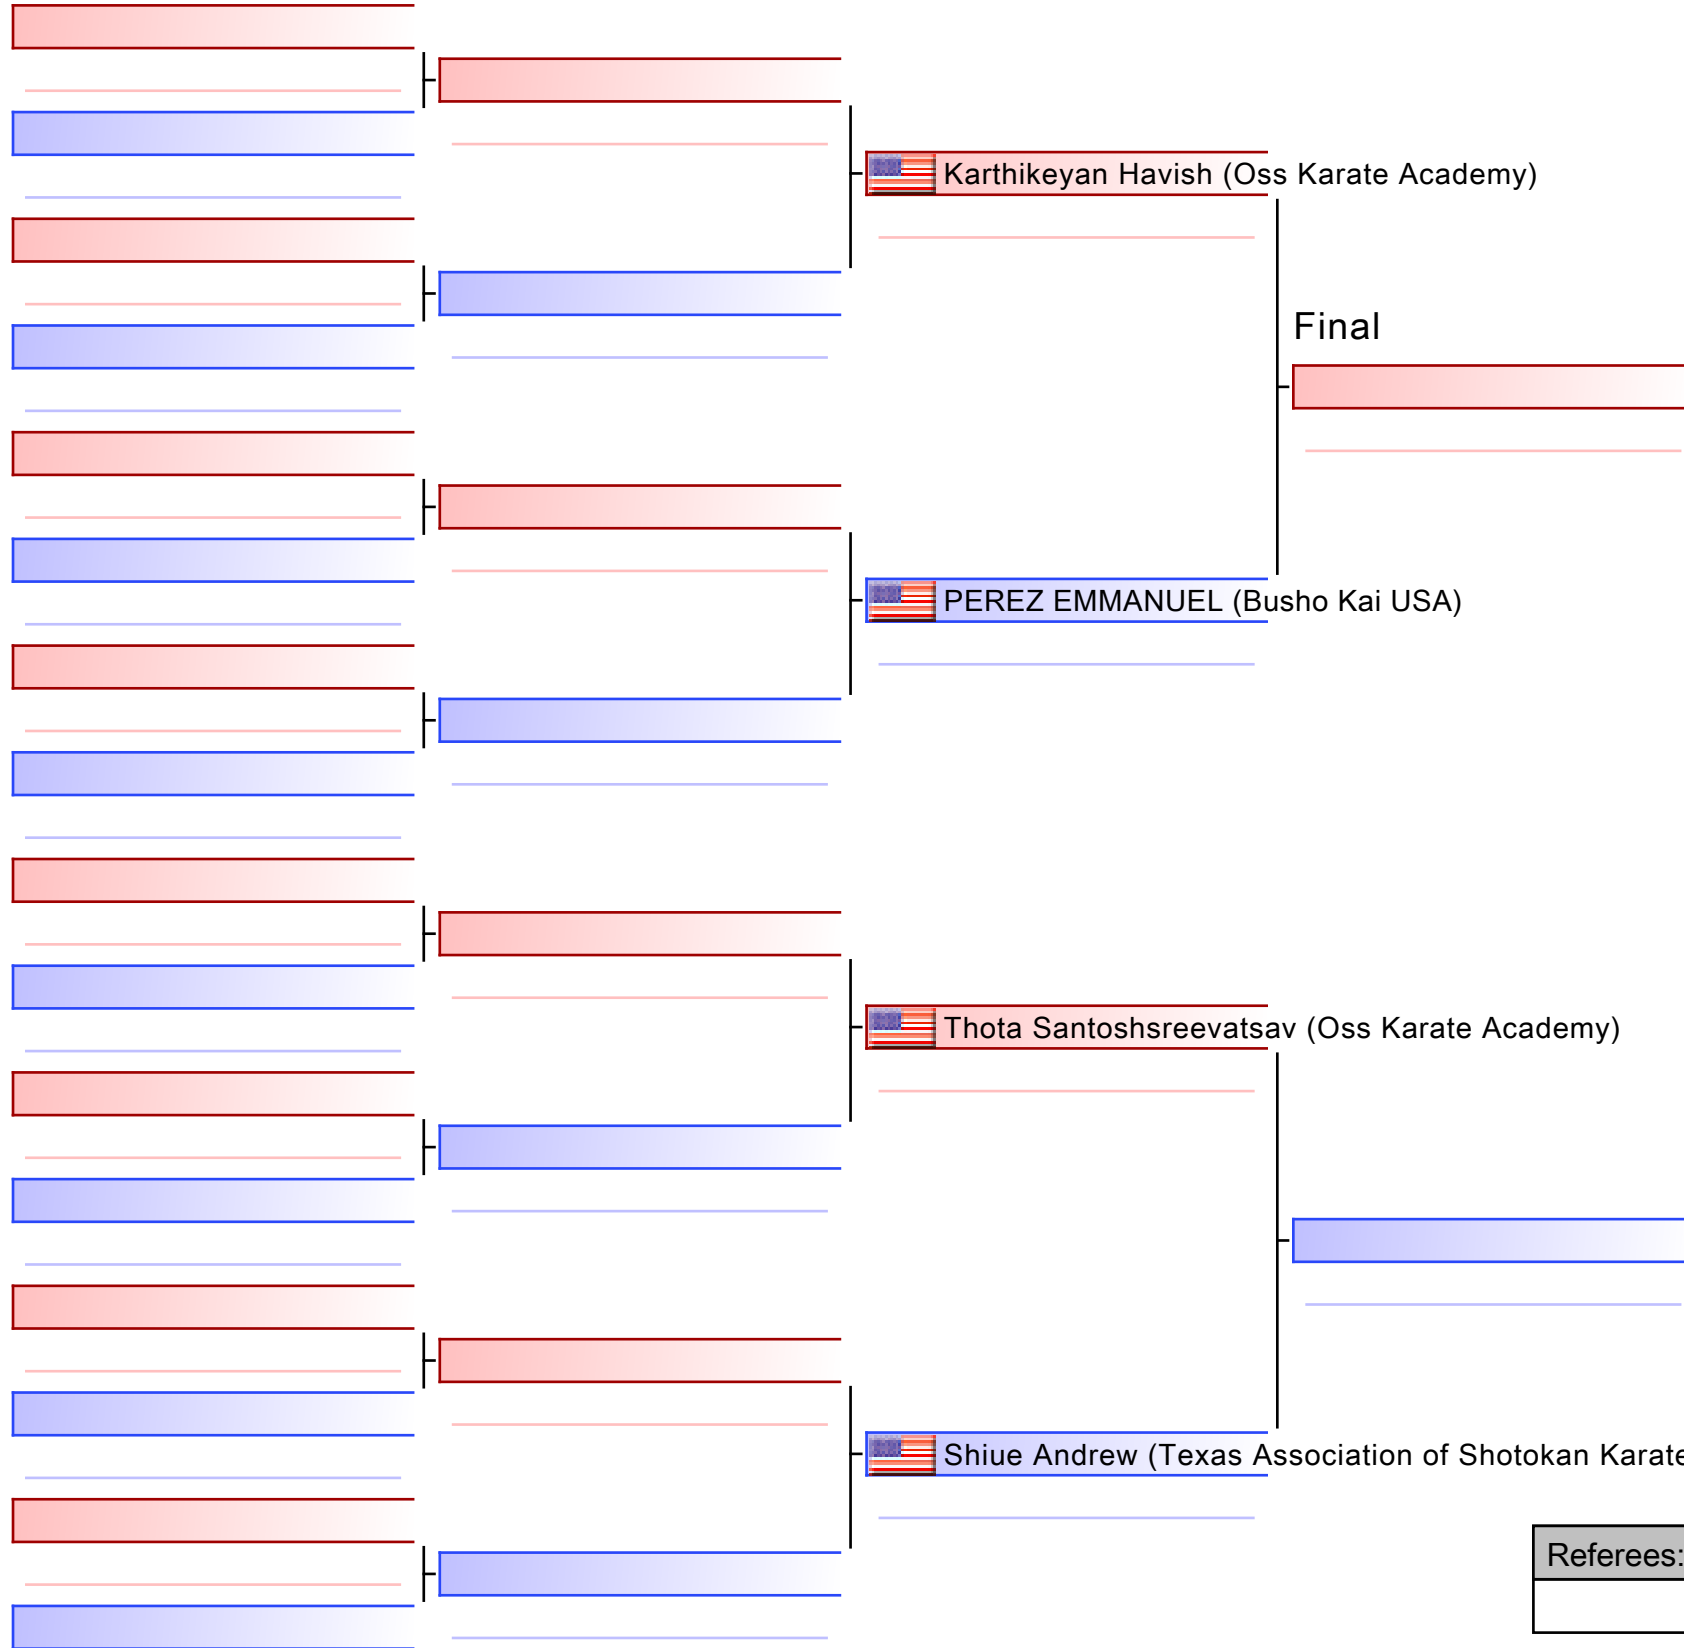 Karthikeyan Havish (Oss Karate Academy)
Final
PEREZ EMMANUEL (Busho Kai USA)
Thota Santoshsreevatsav (Oss Karate Academy)
Shiue Andrew (Texas Association of Shotokan Karate
Referees: